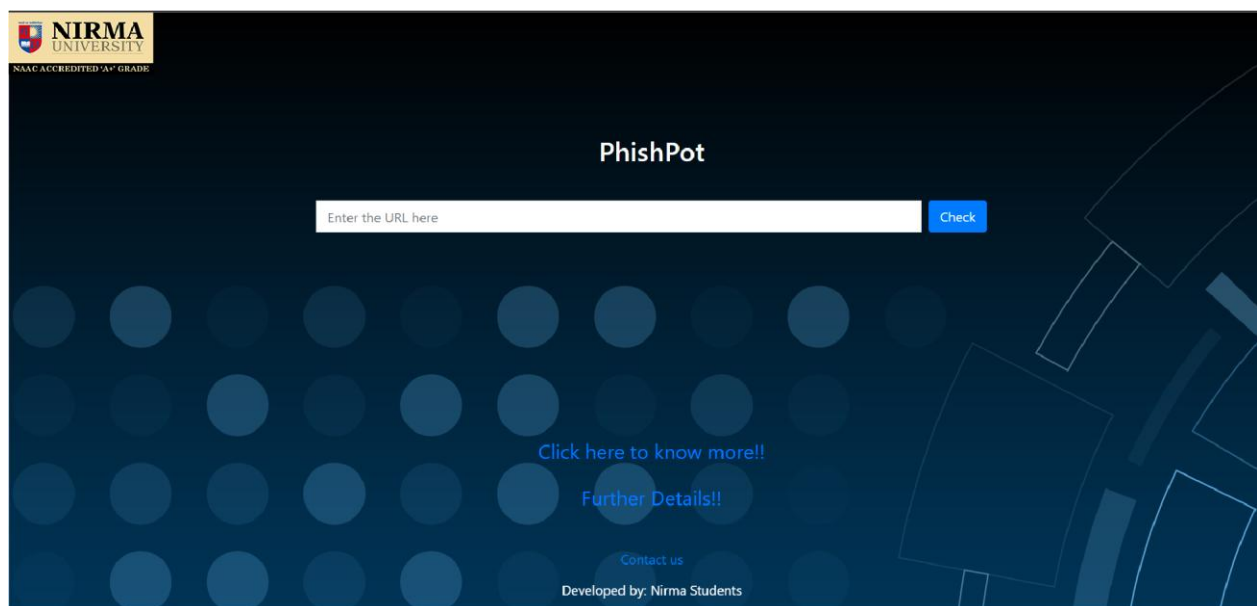 NIRMA
UNIVERSITY
NAAC ACCREDITED 'A+' GRADE
PhishPot
Enter the URL here
Check
Click here to know more!!
Further Details!!
Contact us
Developed by: Nirma Students